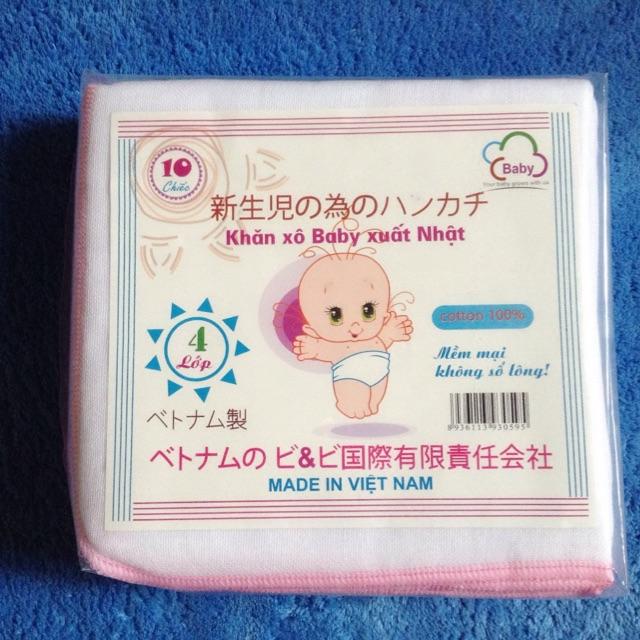 10
Chiếc
Baby
Your baby grows with us
新生児の為のハンカチ
Khăn xô Baby xuất Nhật
cotton 100%
4
Lớp
Mềm mại
không sổ lông!
8936113 930595
ベトナム製
ベトナムの ビ&ビ国際有限責任会社
MADE IN VIỆT NAM